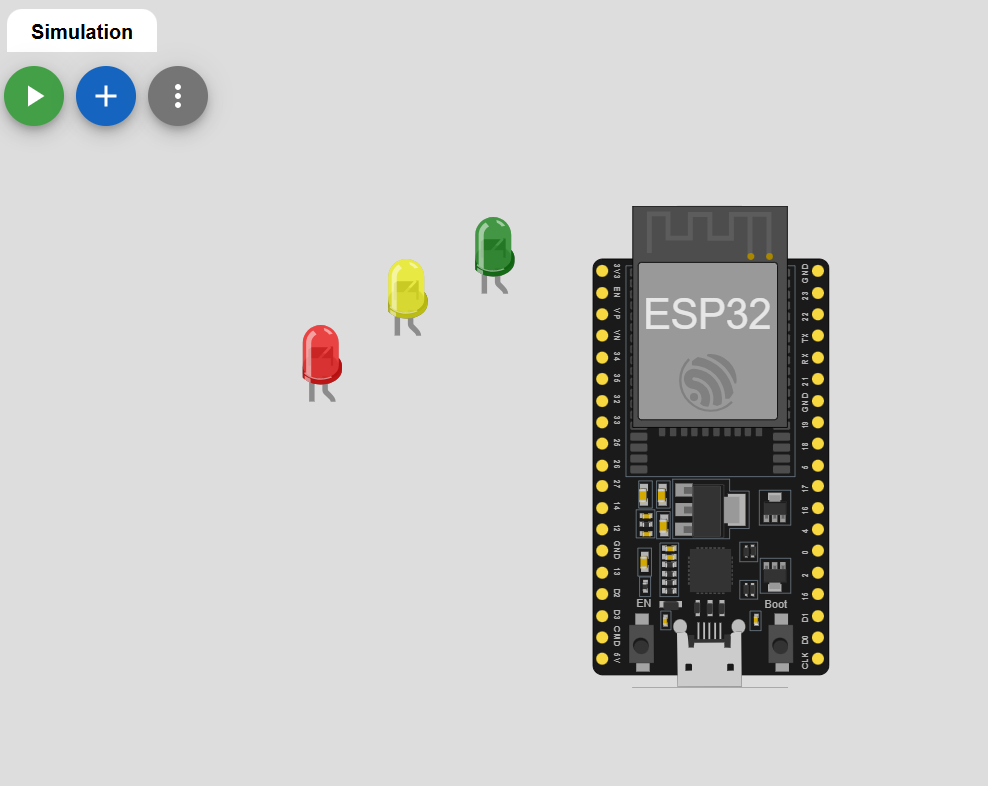 Simulation
ESP32
3V3
EN
VP
VN
34
35
32
33
25
26
27
14
12
GND
13
D2
D3
CMD
5V
GND
23
22
TX
RX
21
GND
19
18
5
17
16
4
0
2
15
D1
D0
CLK
EN
Boot